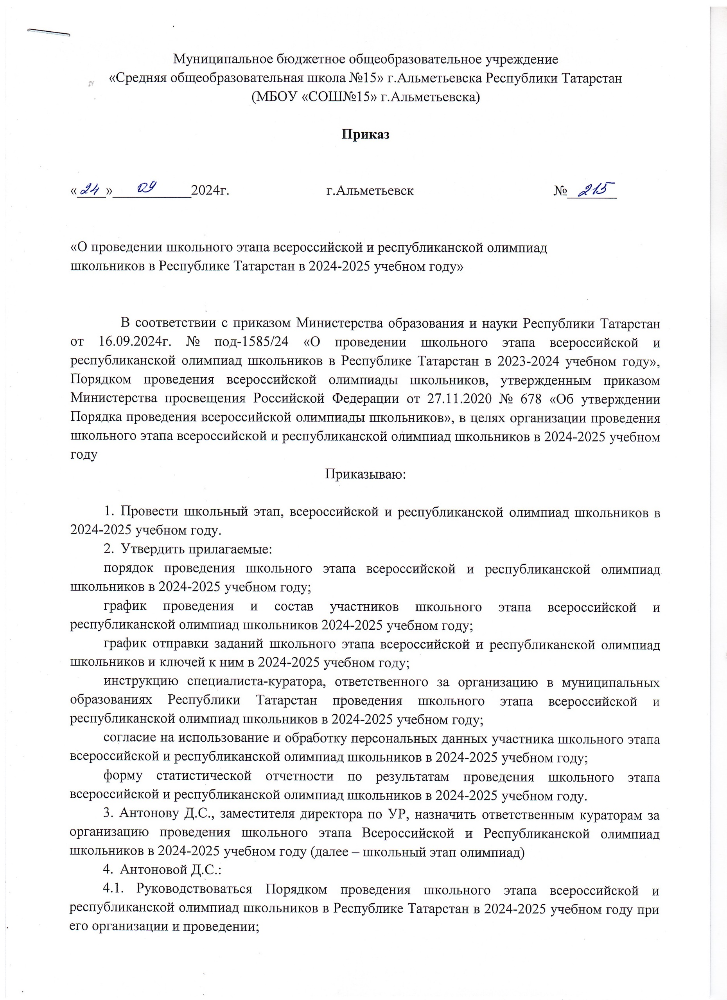 Муниципальное бюджетное общеобразовательное учреждение
«Средняя общеобразовательная школа №15» г.Альметьевска Республики Татарстан
(МБОУ «СОШ№15» г.Альметьевска)
Приказ
«24» 09 2024г. г.Альметьевск № 215
«О проведении школьного этапа всероссийской и республиканской олимпиад
школьников в Республике Татарстан в 2024-2025 учебном году»
В соответствии с приказом Министерства образования и науки Республики Татарстан
от 16.09.2024г. № под-1585/24 «О проведении школьного этапа всероссийской и
республиканской олимпиад школьников в Республике Татарстан в 2023-2024 учебном году»,
Порядком проведения всероссийской олимпиады школьников, утвержденным приказом
Министерства просвещения Российской Федерации от 27.11.2020 № 678 «Об утверждении
Порядка проведения всероссийской олимпиады школьников», в целях организации проведения
школьного этапа всероссийской и республиканской олимпиад школьников в 2024-2025 учебном
году
Приказываю:
1. Провести школьный этап, всероссийской и республиканской олимпиад школьников в
2024-2025 учебном году.
2. Утвердить прилагаемые:
порядок проведения школьного этапа всероссийской и республиканской олимпиад
школьников в 2024-2025 учебном году;
график проведения и состав участников школьного этапа всероссийской и
республиканской олимпиад школьников 2024-2025 учебном году;
график отправки заданий школьного этапа всероссийской и республиканской олимпиад
школьников и ключей к ним в 2024-2025 учебном году;
инструкцию специалиста-куратора, ответственного за организацию в муниципальных
образованиях Республики Татарстан проведения школьного этапа всероссийской и
республиканской олимпиад школьников в 2024-2025 учебном году;
согласие на использование и обработку персональных данных участника школьного этапа
всероссийской и республиканской олимпиад школьников в 2024-2025 учебном году;
форму статистической отчетности по результатам проведения школьного этапа
всероссийской и республиканской олимпиад школьников в 2024-2025 учебном году.
3. Антонову Д.С., заместителя директора по УР, назначить ответственным кураторам за
организацию проведения школьного этапа Всероссийской и Республиканской олимпиад
школьников в 2024-2025 учебном году (далее – школьный этап олимпиад)
4. Антоновой Д.С.:
4.1. Руководствоваться Порядком проведения школьного этапа всероссийской и
республиканской олимпиад школьников в Республике Татарстан в 2024-2025 учебном году при
его организации и проведении;